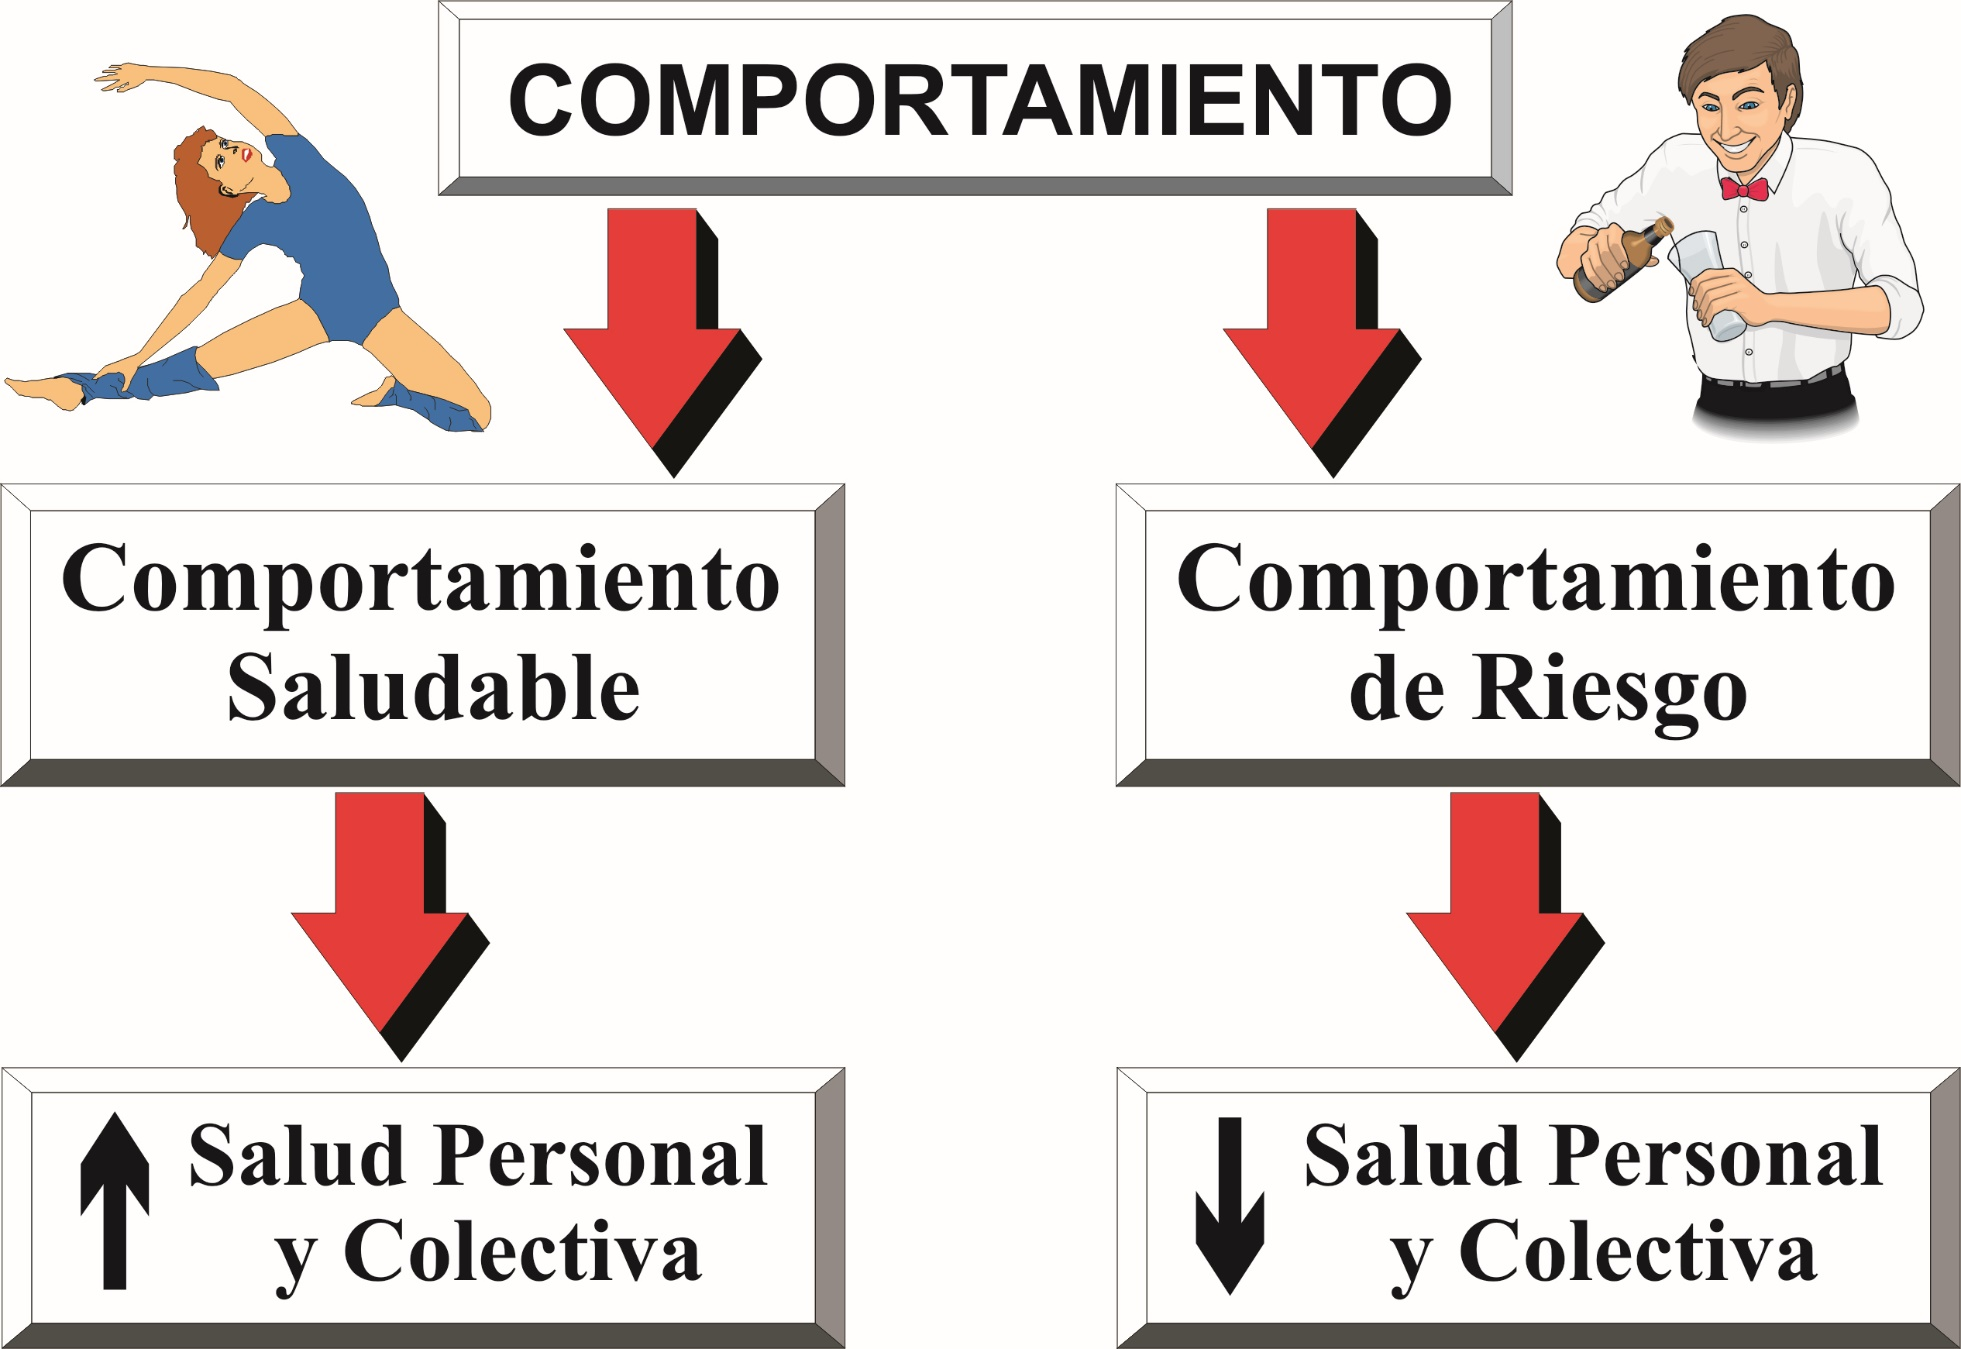 COMPORTAMIENTO
Comportamiento
Saludable
Comportamiento
de Riesgo
Salud Personal
y Colectiva
Salud Personal
y Colectiva